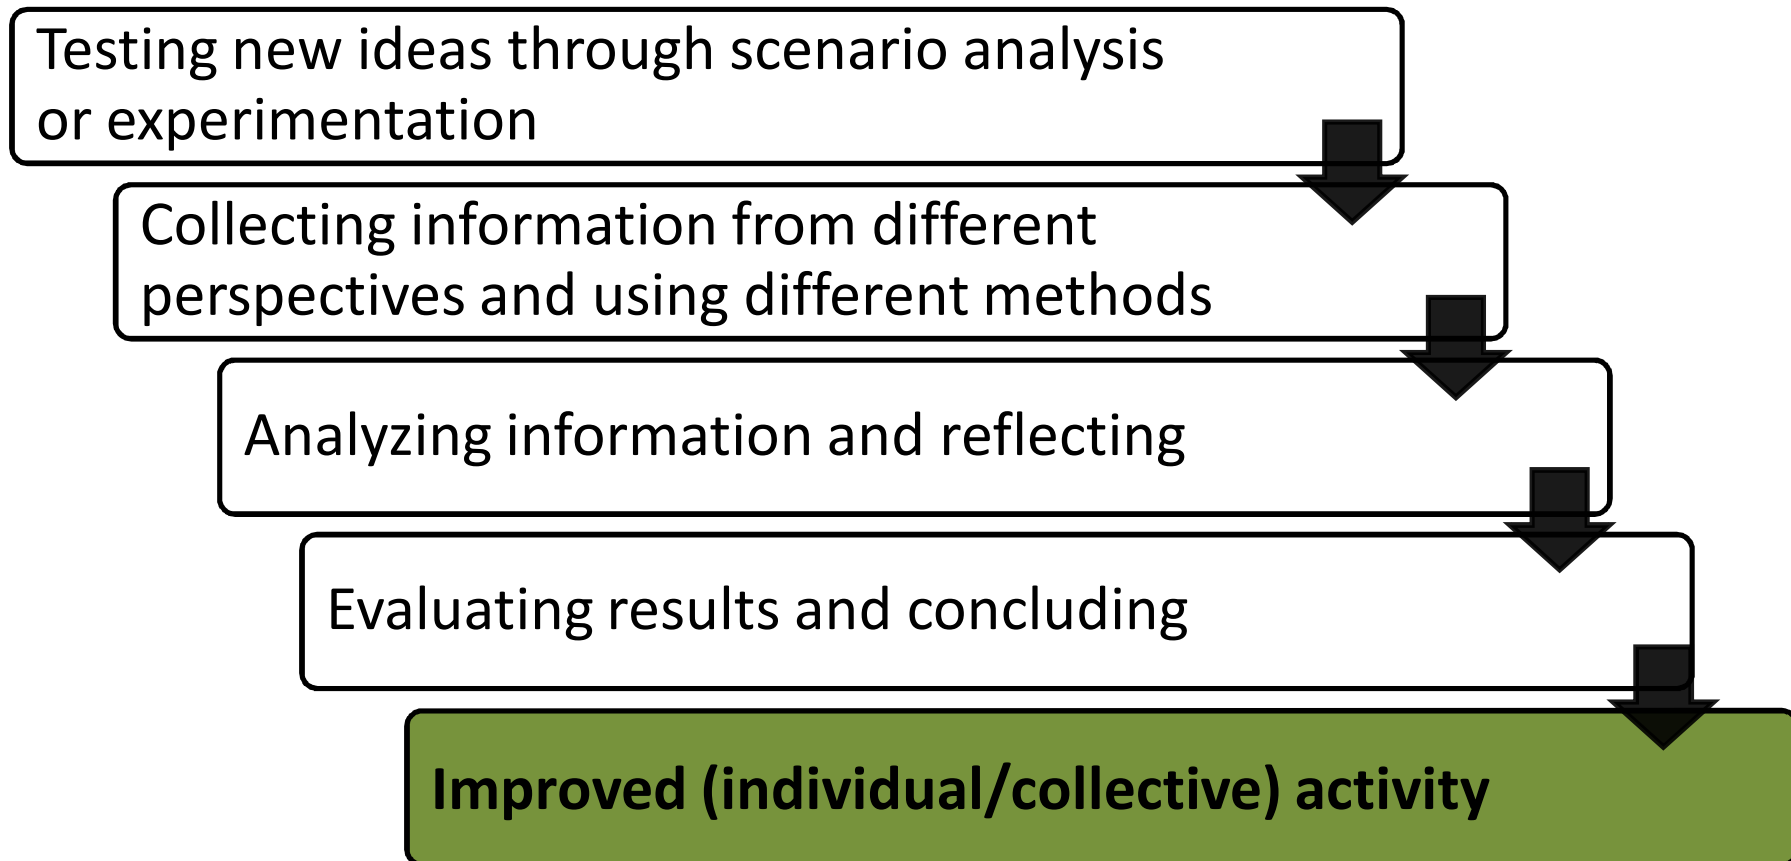 Testing new ideas through scenario analysis
or experimentation
Collecting information from different
perspectives and using different methods
Analyzing information and reflecting
Evaluating results and concluding
Improved (individual/collective) activity